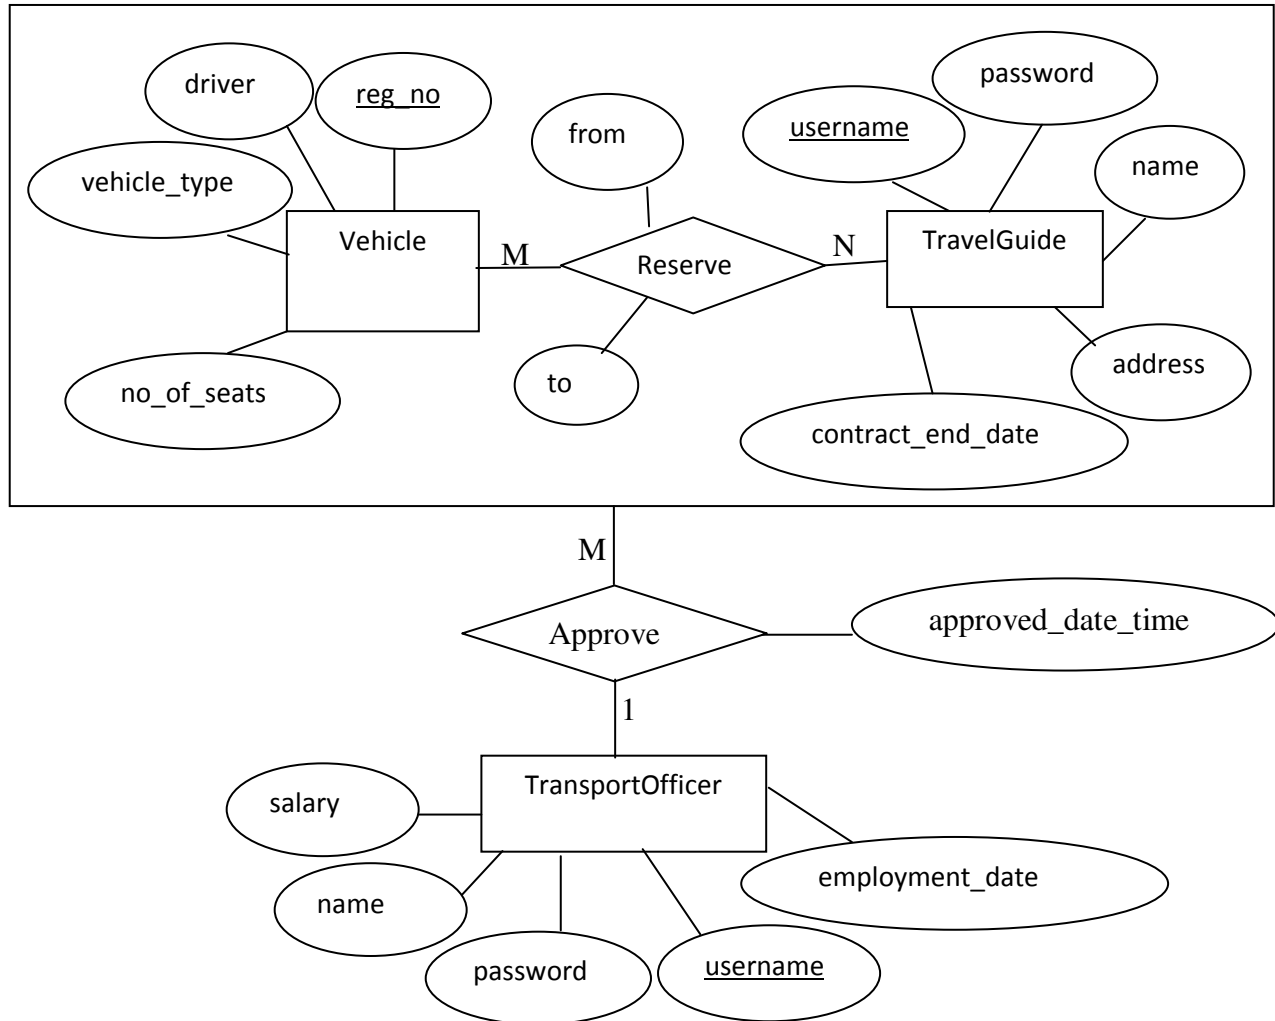 driver
reg_no
vehicle_type
Vehicle
no_of_seats
from
M
Reserve
N
to
password
username
name
TravelGuide
address
contract_end_date
M
Approve
approved_date_time
1
TransportOfficer
salary
name
password
username
employment_date